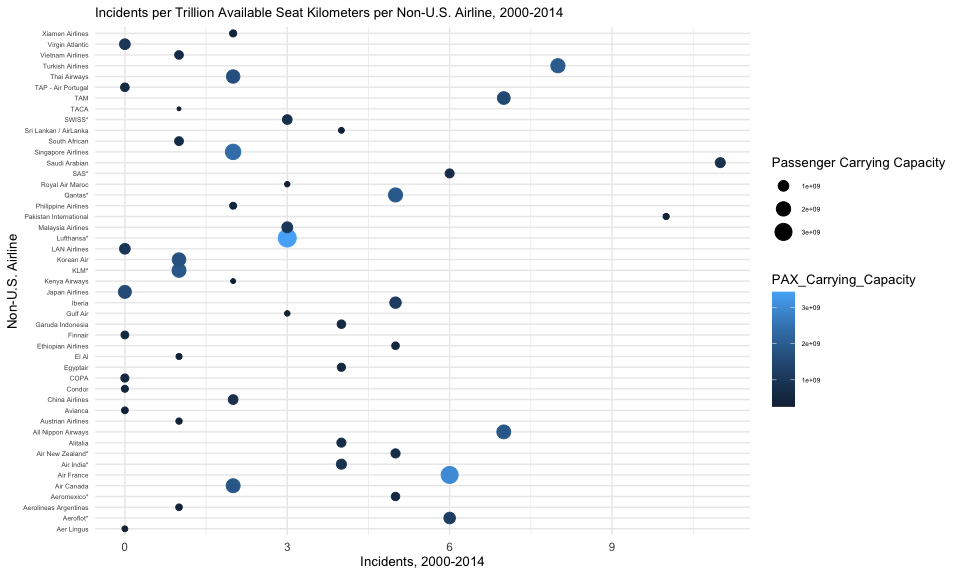 Incidents per Trillion Available Seat Kilometers per Non-U.S. Airline, 2000-2014
Non-U.S. Airline
Xiamen Airlines
Virgin Atlantic
Vietnam Airlines
Turkish Airlines
Thai Airways
TAP - Air Portugal
TAM
TACA
SWISS*
Sri Lankan / AirLanka
South African
Singapore Airlines
Saudi Arabian
SAS*
Royal Air Maroc
Qantas*
Philippine Airlines
Pakistan International
Malaysia Airlines
Lufthansa*
LAN Airlines
Korean Air
KLM*
Kenya Airways
Japan Airlines
Iberia
Gulf Air
Garuda Indonesia
Finnair
Ethiopian Airlines
El Al
Egyptair
COPA
Condor
China Airlines
Avianca
Austrian Airlines
All Nippon Airways
Alitalia
Air New Zealand*
Air India*
Air France
Air Canada
Aeromexico*
Aerolineas Argentinas
Aeroflot*
Aer Lingus
0 3 6 9
Incidents, 2000-2014
Passenger Carrying Capacity
1e+09
2e+09
3e+09
PAX_Carrying_Capacity
3e+09
2e+09
1e+09